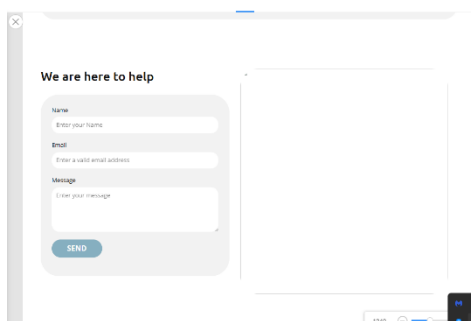 We are here to help
Name
Enter your Name
Email
Enter a valid email address
Message
Enter your message
SEND